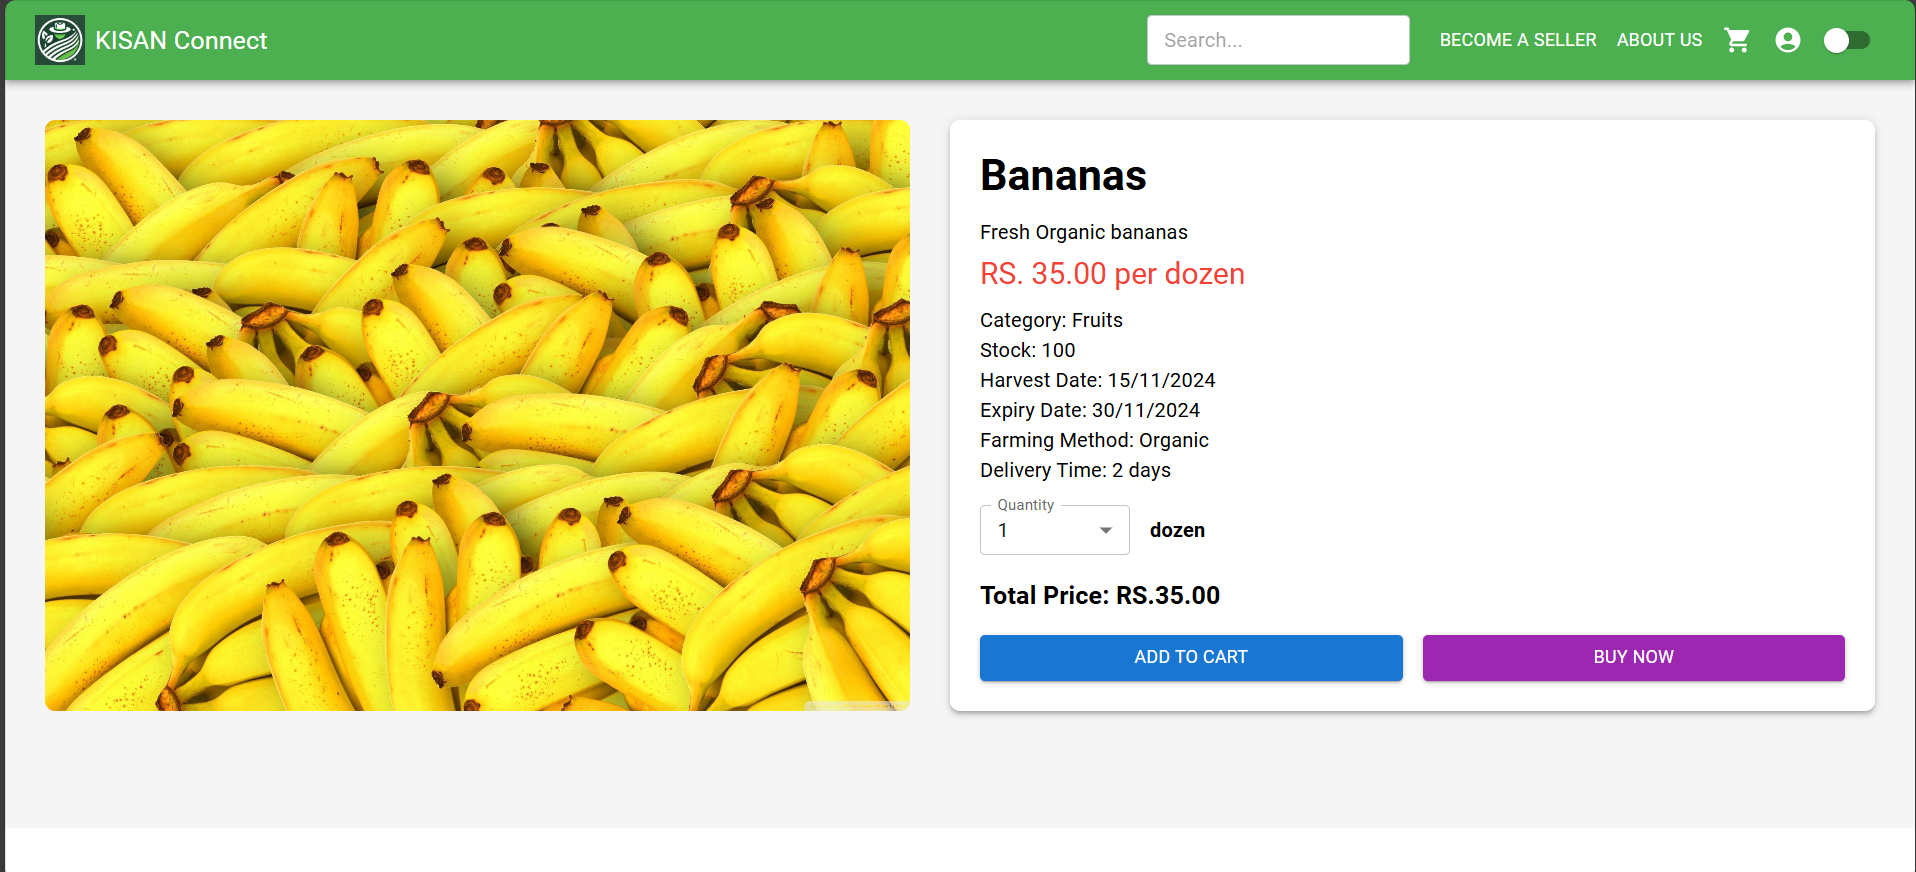 KISAN Connect
Search...
BECOME A SELLER
ABOUT US
Bananas
Fresh Organic bananas
RS. 35.00 per dozen
Category: Fruits
Stock: 100
Harvest Date: 15/11/2024
Expiry Date: 30/11/2024
Farming Method: Organic
Delivery Time: 2 days
Quantity
1
dozen
Total Price: RS.35.00
ADD TO CART
BUY NOW